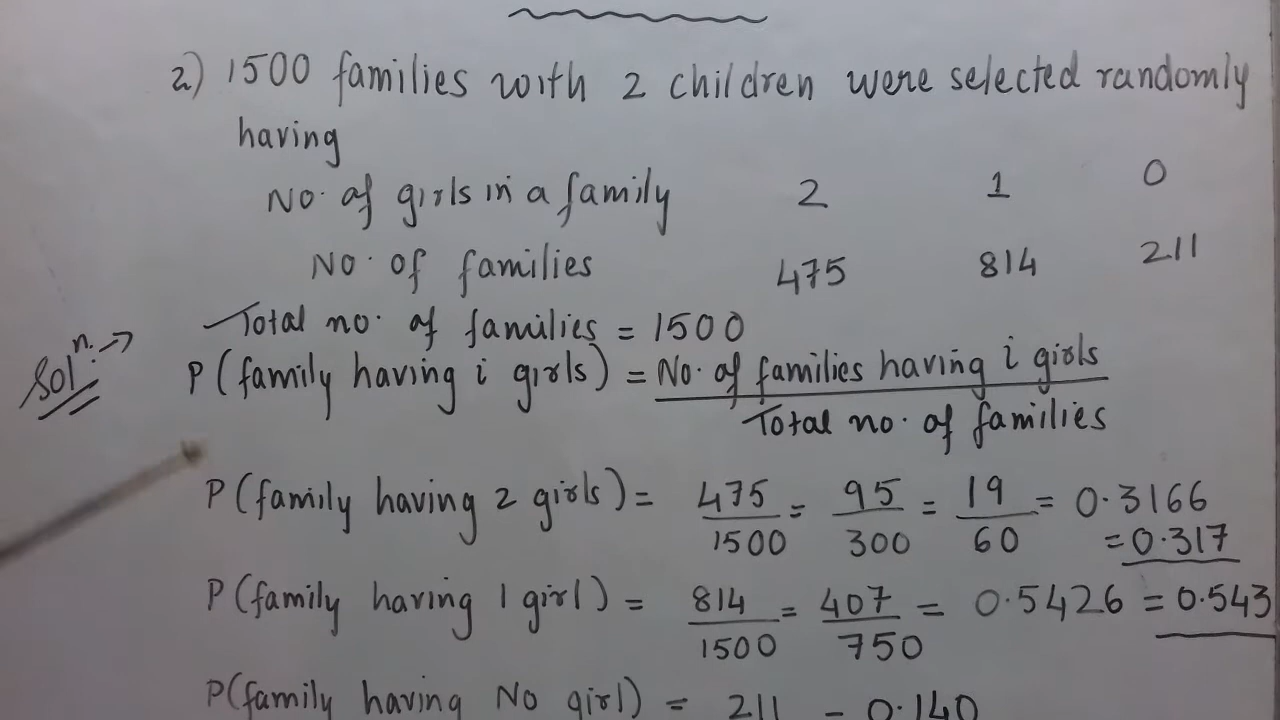 2) 1500 families with 2 children were selected randomly
having
No. of girls in a family 2 1 0
No. of families 475 814 211
Total no. of families = 1500
Soln. → P (family having i girls) = No. of families having i girls
Total no. of families
P (family having 2 girls) = 475/1500 = 95/300 = 19/60 = 0.3166
= 0.317
P (family having 1 girl) = 814/1500 = 407/750 = 0.5426 = 0.543
P (family having No girl) = 211 = 0.140